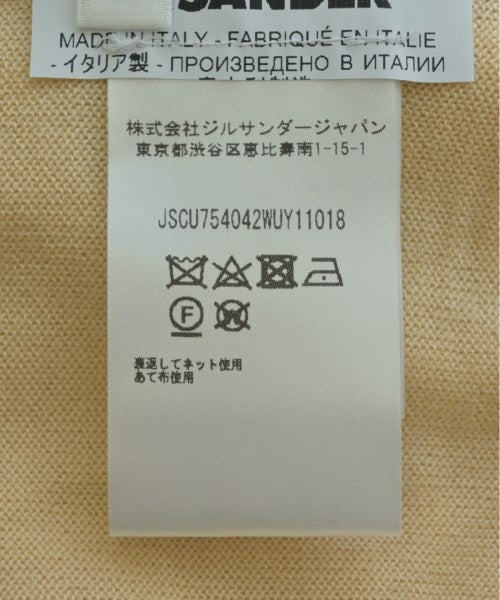 SANDER
MADE IN ITALY - FABRIQUÉ EN ITALIE
- イタリア製 - ПРОИЗВЕДЕНО В ИТАЛИИ
株式会社ジルサンダージャパン
東京都渋谷区恵比寿南1-15-1
JSCU754042WUY11018
F
W
裏返してネット使用
あて布使用